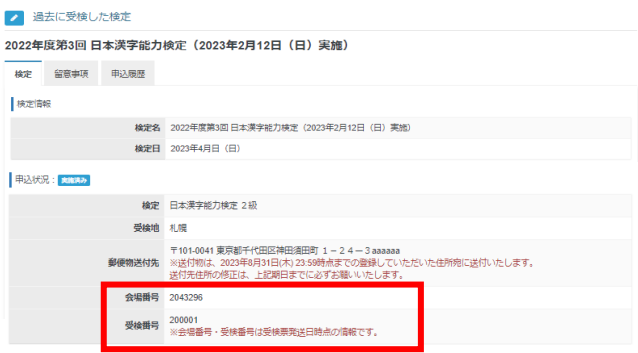 過去に受検した検定
2022年度第3回 日本漢字能力検定（2023年2月12日（日）実施）
検定 留意事項 申込履歴
検定情報
検定名 2022年度第3回 日本漢字能力検定（2023年2月12日（日）実施）
検定日 2023年4月日（日）
申込状況： 実施済み
検定 日本漢字能力検定 2級
受検地 札幌
〒101-0041 東京都千代田区神田須田町 １－２４－３aaaaaa
郵便物送付先 ※送付物は、2023年8月31日(木) 23:59時点までの登録していただいた住所宛に送付いたします。
送付先住所の修正は、上記期日までに必ずお願いいたします。
会場番号 2043296
受検番号 200001
※会場番号・受検番号は受検票発送日時点の情報です。